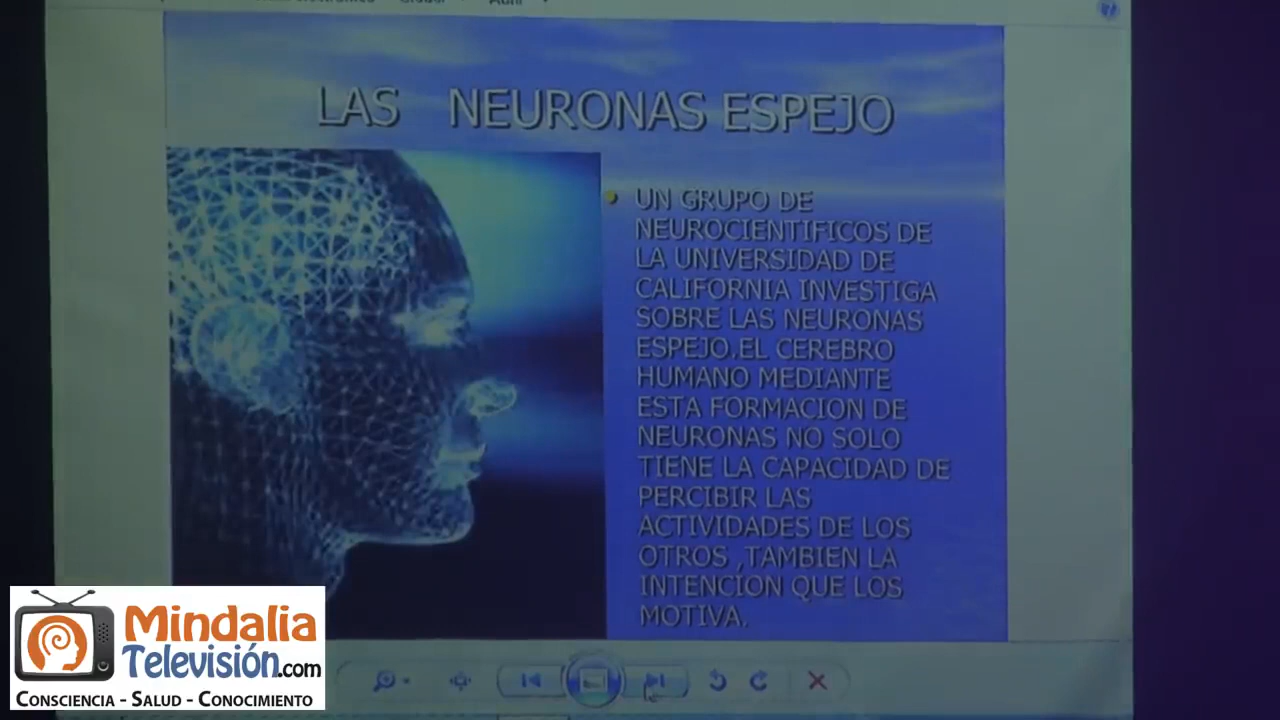 LAS NEURONAS ESPEJO
UN GRUPO DE
NEUROCIENTIFICOS DE
LA UNIVERSIDAD DE
CALIFORNIA INVESTIGA
SOBRE LAS NEURONAS
ESPEJO.EL CEREBRO
HUMANO MEDIANTE
ESTA FORMACION DE
NEURONAS NO SOLO
TIENE LA CAPACIDAD DE
PERCIBIR LAS
ACTIVIDADES DE LOS
OTROS ,TAMBIEN LA
INTENCION QUE LOS
MOTIVA.
Mindalia
Televisión.com
CONSCIENCIA - SALUD - CONOCIMIENTO